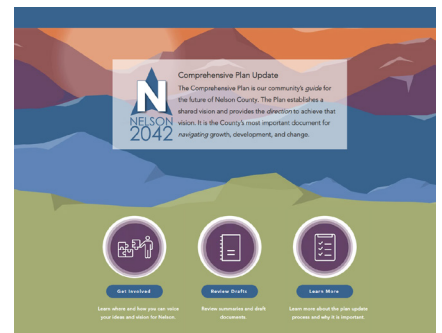 Comprehensive Plan Update
The Comprehensive Plan is our community's guide for
the future of Nelson County. The Plan establishes a
shared vision and provides the direction to achieve that
vision. It is the County's most important document for
navigating growth, development, and change.
N
NELSON
2042
Get Involved
Review Drafts
Learn More
Learn where and how you can voice
your ideas and vision for Nelson.
Review summaries and draft
documents.
Learn more about the plan update
process and why it is important.